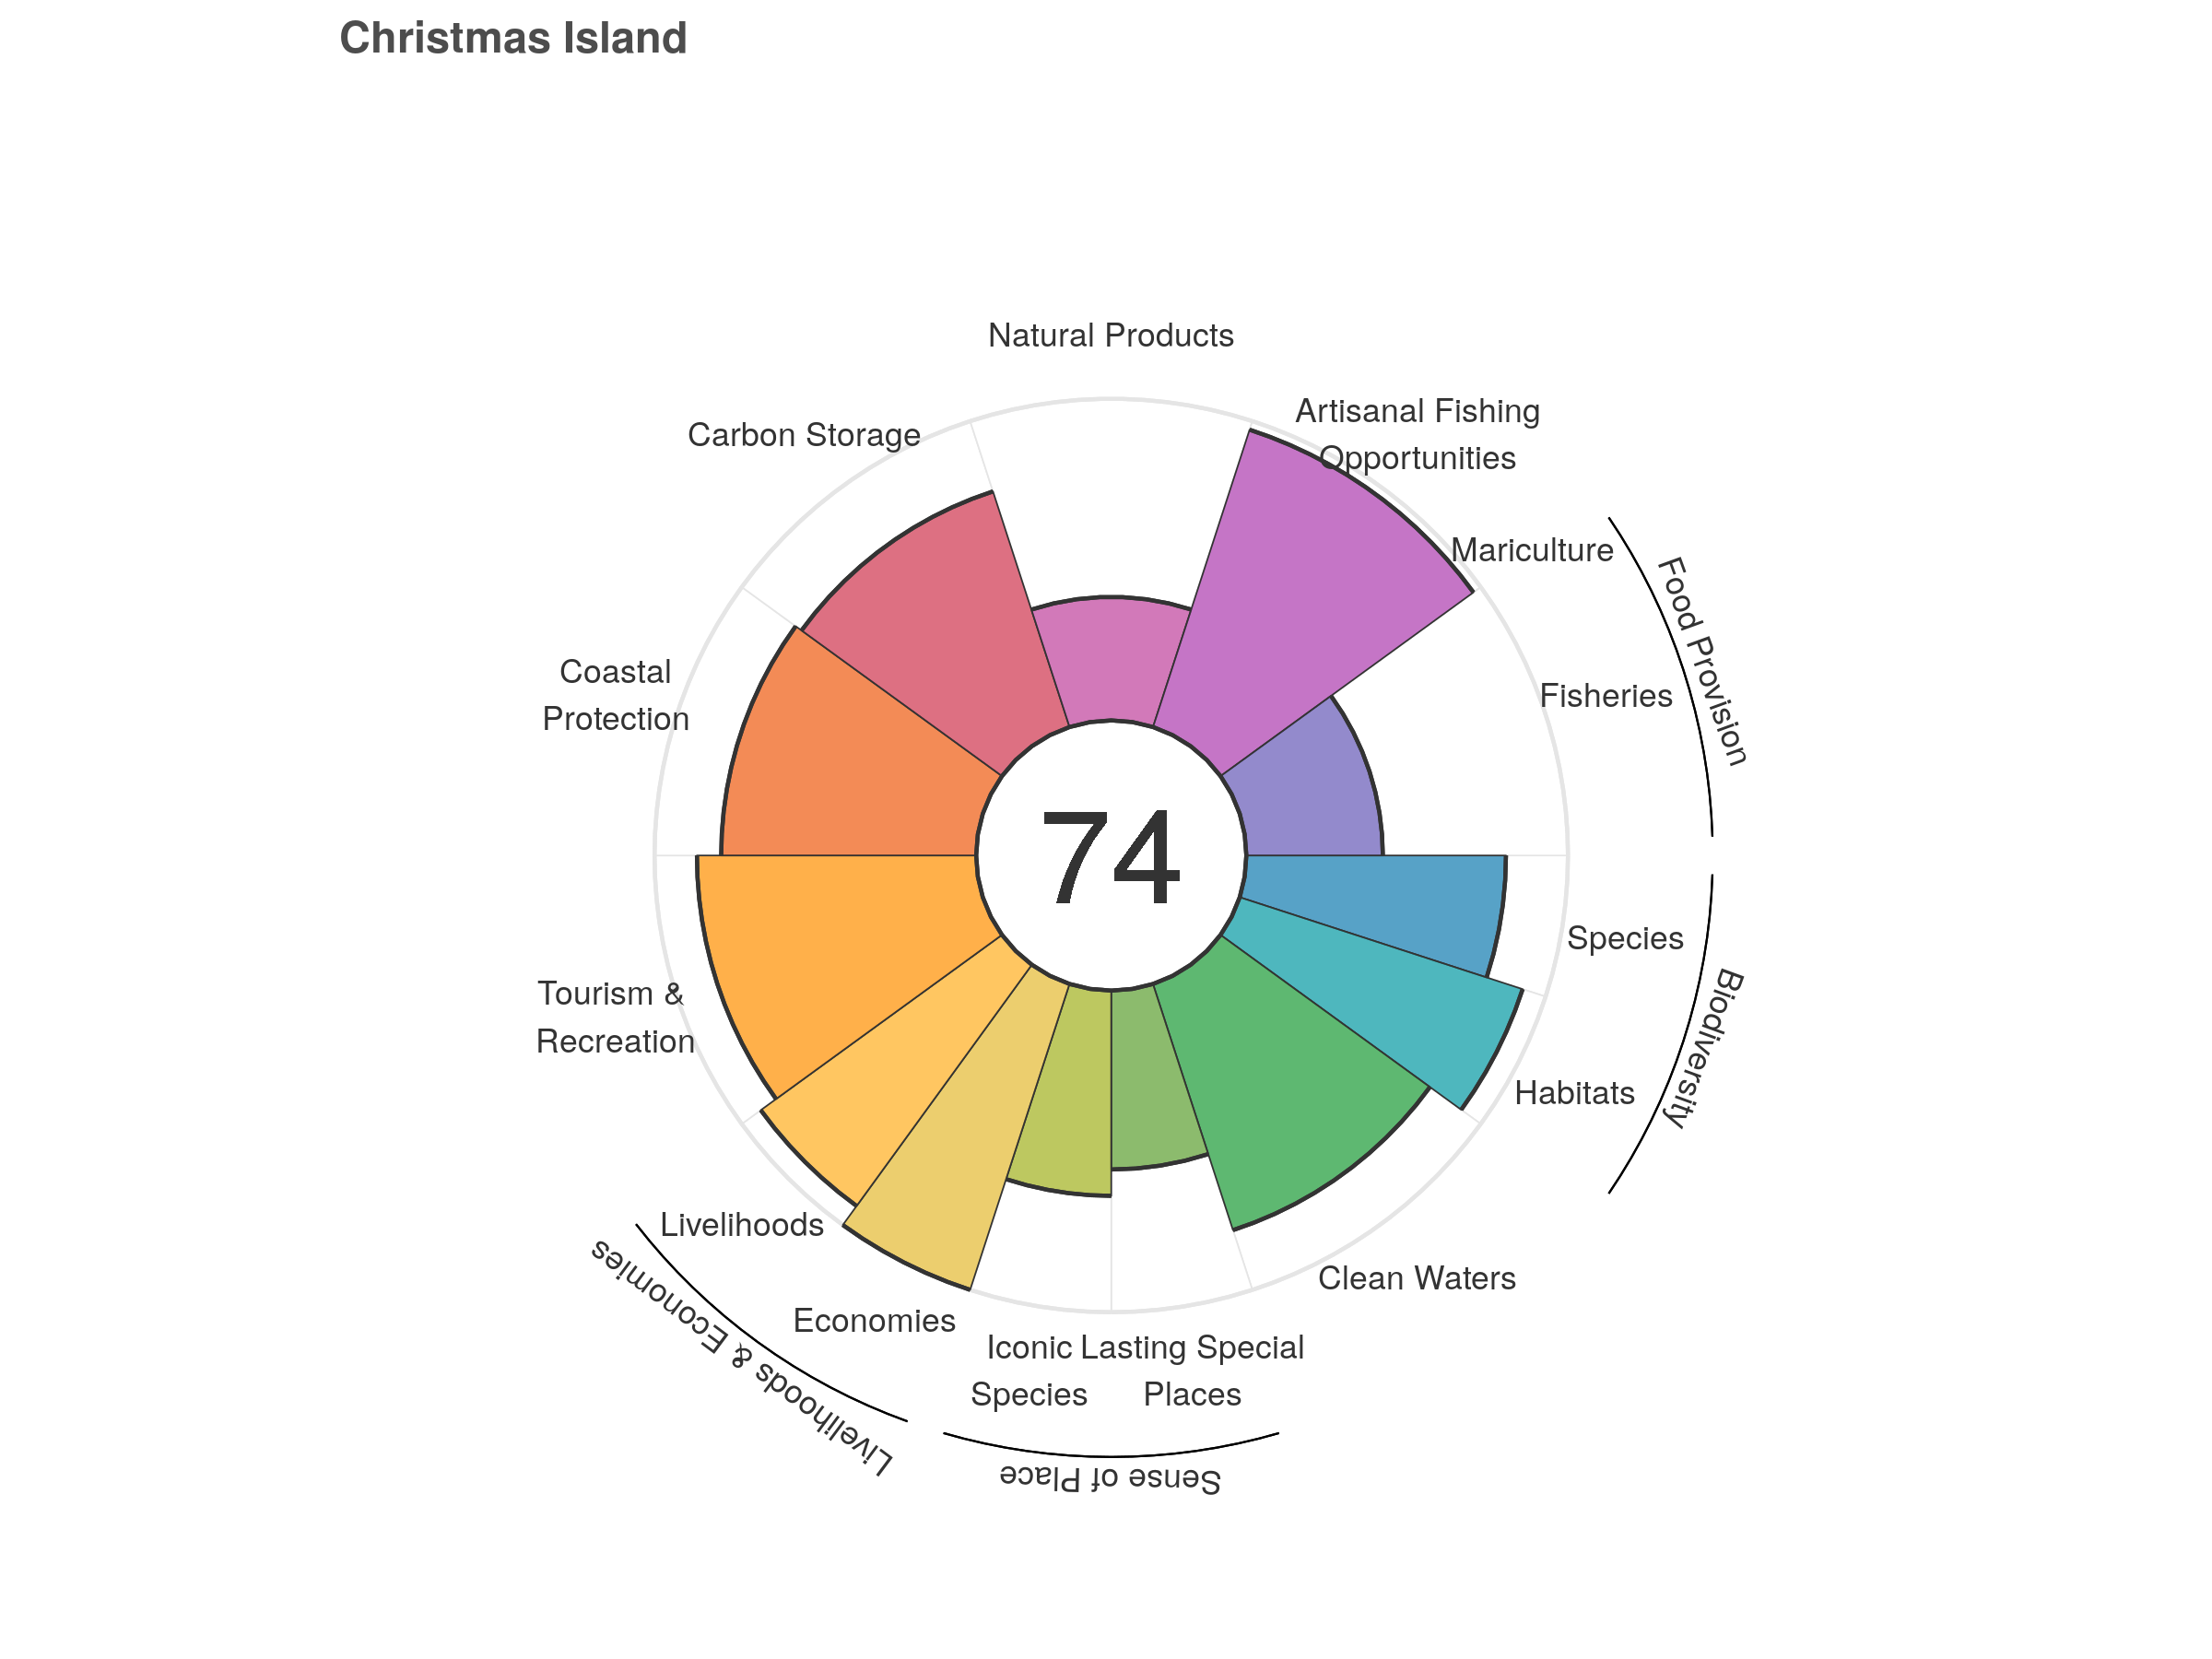 Christmas Island
Natural Products
Artisanal Fishing
Opportunities
Carbon Storage
Mariculture
Food Provision
Fisheries
Coastal
Protection
74
Species
Biodiversity
Tourism &
Recreation
Habitats
Livelihoods
Clean Waters
Economies
Livelihoods & Economies
Iconic
Species
Lasting Special
Places
Sense of Place